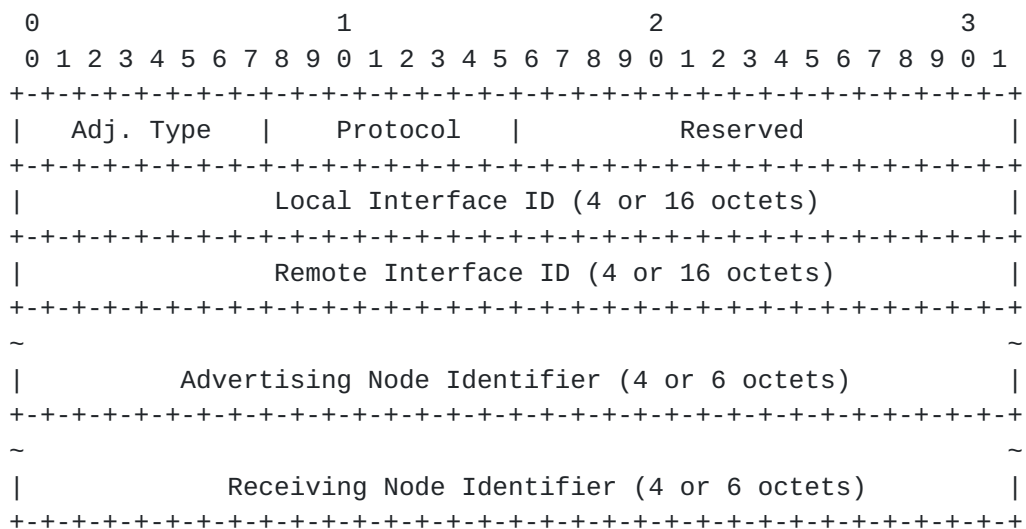 0                   1                   2                   3
 0 1 2 3 4 5 6 7 8 9 0 1 2 3 4 5 6 7 8 9 0 1 2 3 4 5 6 7 8 9 0 1
+-+-+-+-+-+-+-+-+-+-+-+-+-+-+-+-+-+-+-+-+-+-+-+-+-+-+-+-+-+-+-+-+
|   Adj. Type   |    Protocol   |          Reserved             |
+-+-+-+-+-+-+-+-+-+-+-+-+-+-+-+-+-+-+-+-+-+-+-+-+-+-+-+-+-+-+-+-+
|                Local Interface ID (4 or 16 octets)            |
+-+-+-+-+-+-+-+-+-+-+-+-+-+-+-+-+-+-+-+-+-+-+-+-+-+-+-+-+-+-+-+-+
|                Remote Interface ID (4 or 16 octets)           |
+-+-+-+-+-+-+-+-+-+-+-+-+-+-+-+-+-+-+-+-+-+-+-+-+-+-+-+-+-+-+-+-+
~                                                               ~
|          Advertising Node Identifier (4 or 6 octets)          |
+-+-+-+-+-+-+-+-+-+-+-+-+-+-+-+-+-+-+-+-+-+-+-+-+-+-+-+-+-+-+-+-+
~                                                               ~
|             Receiving Node Identifier (4 or 6 octets)         |
+-+-+-+-+-+-+-+-+-+-+-+-+-+-+-+-+-+-+-+-+-+-+-+-+-+-+-+-+-+-+-+-+